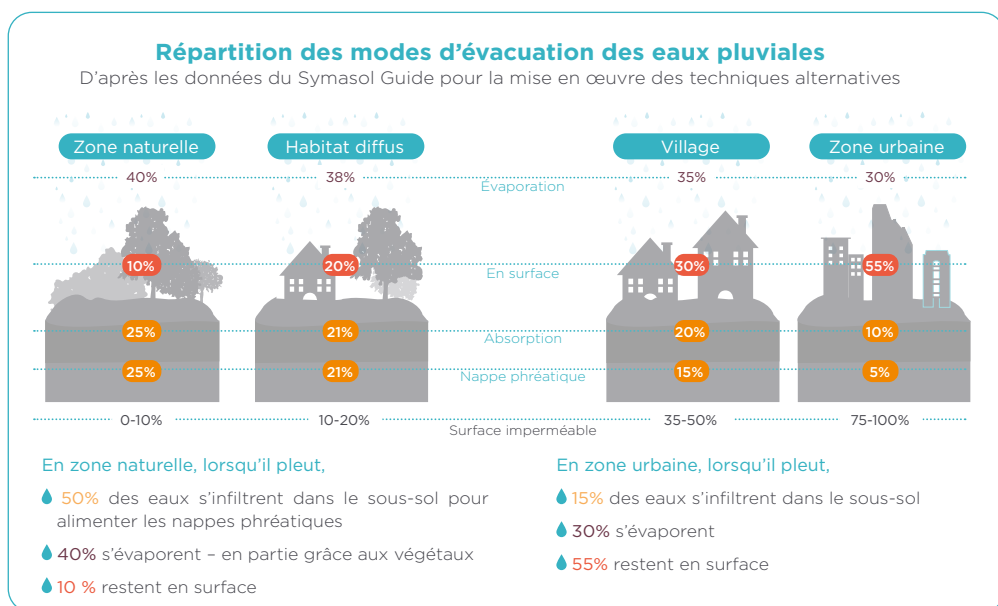 Répartition des modes d’évacuation des eaux pluviales
D’après les données du Symasol Guide pour la mise en œuvre des techniques alternatives
Zone naturelle
Habitat diffus
Village
Zone urbaine
40%
38%
Évaporation
35%
30%
10%
20%
En surface
30%
55%
25%
21%
Absorption
20%
10%
25%
21%
Nappe phréatique
15%
5%
0-10%
10-20%
Surface imperméable
35-50%
75-100%
En zone naturelle, lorsqu’il pleut,
50% des eaux s’infiltrent dans le sous-sol pour
alimenter les nappes phréatiques
40% s’évaporent – en partie grâce aux végétaux
10 % restent en surface
En zone urbaine, lorsqu’il pleut,
15% des eaux s’infiltrent dans le sous-sol
30% s’évaporent
55% restent en surface